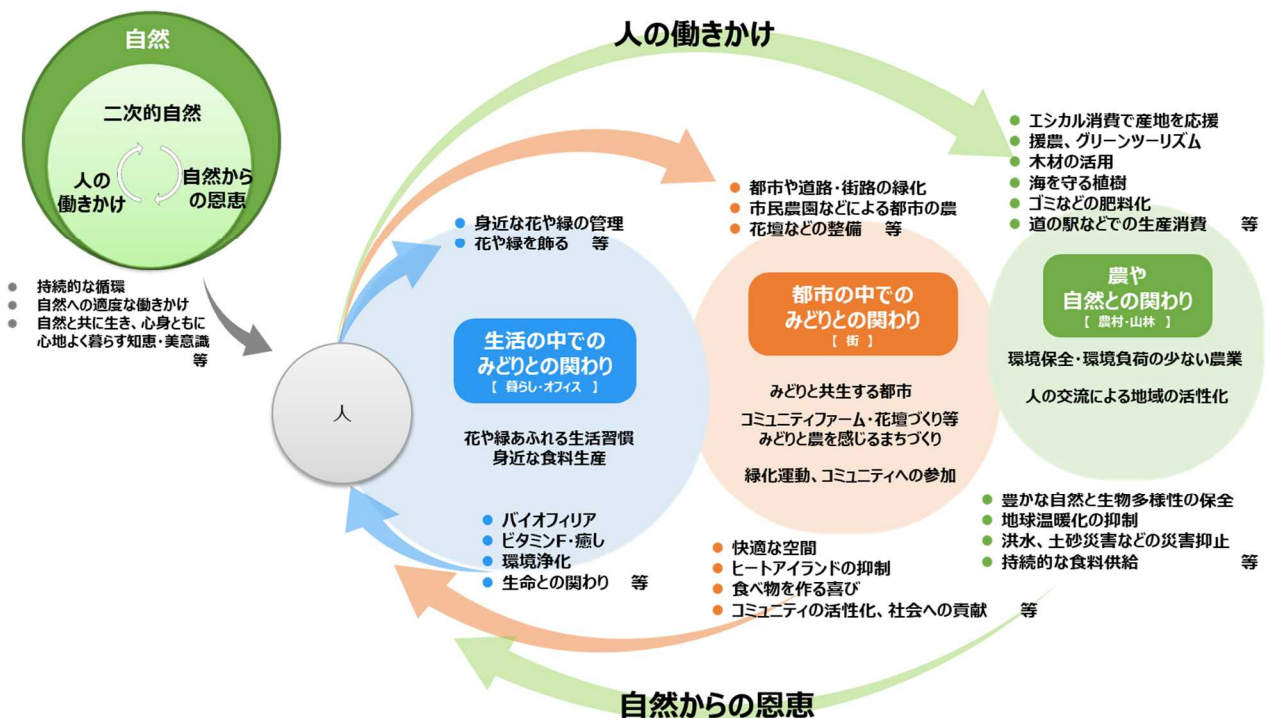 自然
二次的自然
人の
働きかけ
自然から
の恩恵
● 持続的な循環
● 自然への適度な働きかけ
● 自然と共に生き、心身ともに
心地よく暮らす知恵・美意識
等
人
人の働きかけ
● 身近な花や緑の管理
● 花や緑を飾る 等
生活の中での
みどりとの関わり
【 暮らし・オフィス 】
花や緑あふれる生活習慣
身近な食料生産
● バイオフィリア
● ビタミンF・癒し
● 環境浄化
● 生命との関わり 等
● 都市や道路・街路の緑化
● 市民農園などによる都市の農
● 花壇などの整備 等
都市の中での
みどりとの関わり
【 街 】
みどりと共生する都市
コミュニティファーム・花壇づくり等
みどりと農を感じるまちづくり
緑化運動、コミュニティへの参加
● 快適な空間
● ヒートアイランドの抑制
● 食べ物を作る喜び
● コミュニティの活性化、社会への貢献 等
● エシカル消費で産地を応援
● 援農、グリーンツーリズム
● 木材の活用
● 海を守る植樹
● ゴミなどの肥料化
● 道の駅などでの生産消費 等
農や
自然との関わり
【 農村・山林 】
環境保全・環境負荷の少ない農業
人の交流による地域の活性化
● 豊かな自然と生物多様性の保全
● 地球温暖化の抑制
● 洪水、土砂災害などの災害抑止
● 持続的な食料供給 等
自然からの恩恵